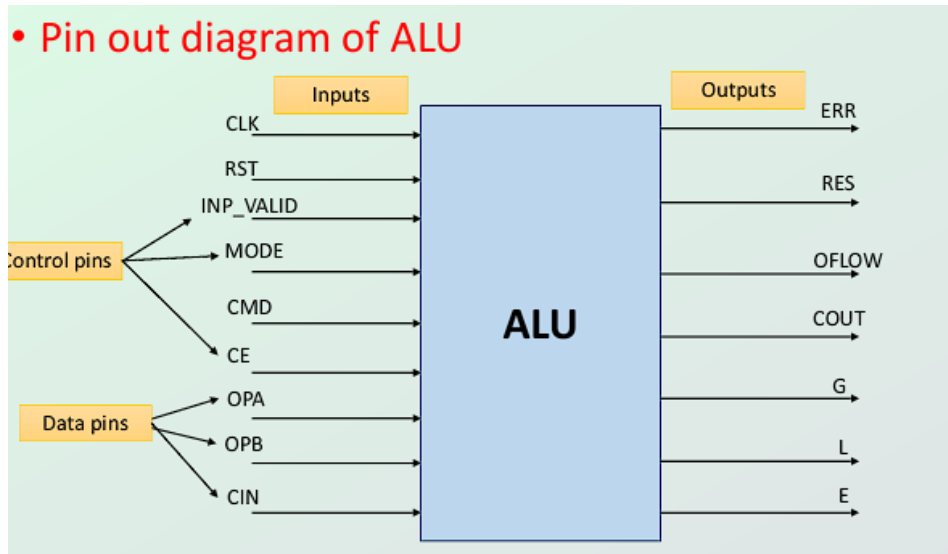 • Pin out diagram of ALU
Inputs
Outputs
CLK
ERR
RST
RES
INP_VALID
Control pins
MODE
OFLOW
CMD
COUT
ALU
CE
OPA
G
Data pins
OPB
L
CIN
E